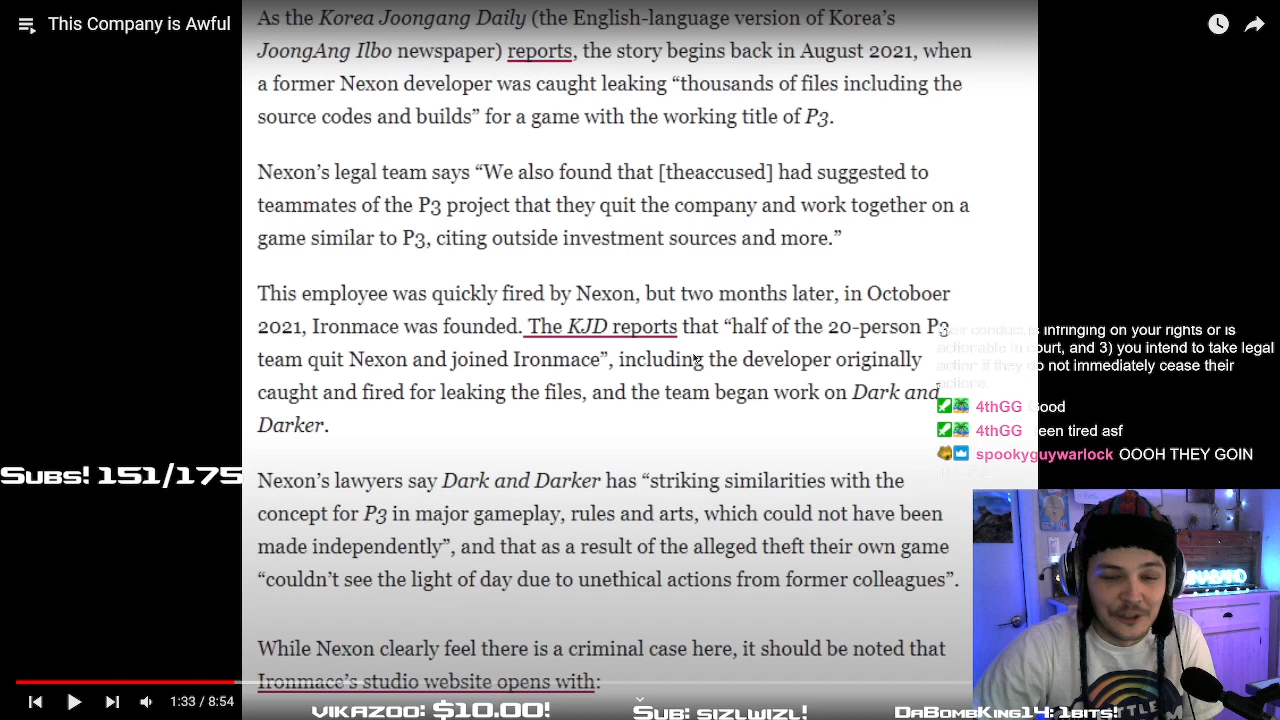 This Company is Awful
As the Korea Joongang Daily (the English-language version of Korea's
JoongAng Ilbo newspaper) reports, the story begins back in August 2021, when
a former Nexon developer was caught leaking “thousands of files including the
source codes and builds” for a game with the working title of P3.
Nexon’s legal team says “We also found that [theaccused] had suggested to
teammates of the P3 project that they quit the company and work together on a
game similar to P3, citing outside investment sources and more.”
This employee was quickly fired by Nexon, but two months later, in Octoboer
2021, Ironmace was founded. The KJD reports that “half of the 20-person P3
team quit Nexon and joined Ironmace”, including the developer originally
caught and fired for leaking the files, and the team began work on Dark and
Darker.
Nexon’s lawyers say Dark and Darker has “striking similarities with the
concept for P3 in major gameplay, rules and arts, which could not have been
made independently”, and that as a result of the alleged theft their own game
“couldn’t see the light of day due to unethical actions from former colleagues”.
While Nexon clearly feel there is a criminal case here, it should be noted that
Ironmace’s studio website opens with:
their conduct is infringing on your rights or is
actionable in court, and 3) you intend to take legal
action if they do not immediately cease their
actions.
4thGG Good
4thGG been tired asf
spookyguywarlock OOOH THEY GOIN
Subs! 151/175
1:33 / 8:54
VIKAZOO: $10.00!
Sub: sizlwizl!
DaBombKing14: 1bits!